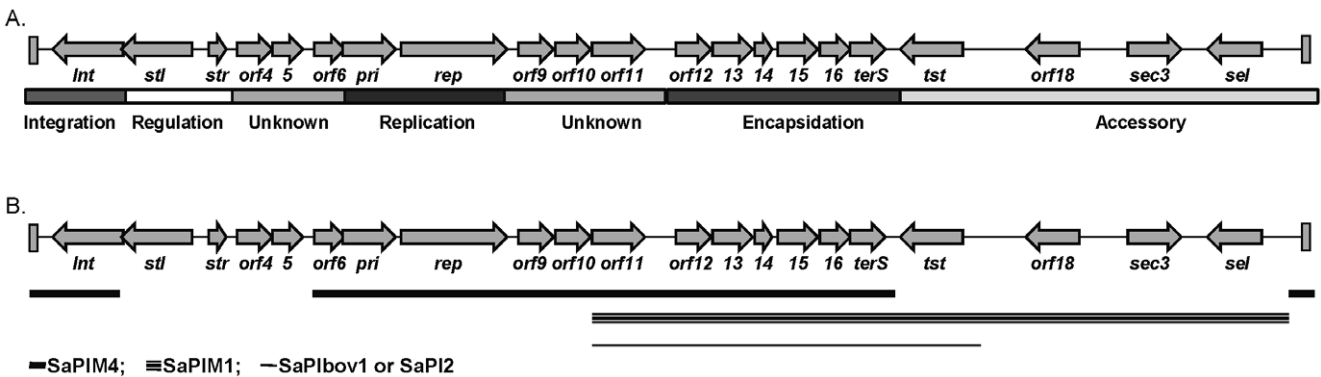 A.
Int stl str orf4 5 orf6 pri rep orf9 orf10 orf11 orf12 13 14 15 16 terS tst orf18 sec3 sel
Integration Regulation Unknown Replication Unknown Encapsidation Accessory
B.
Int stl str orf4 5 orf6 pri rep orf9 orf10 orf11 orf12 13 14 15 16 terS tst orf18 sec3 sel
SaPIM4; SaPIM1; SaPIbov1 or SaPI2